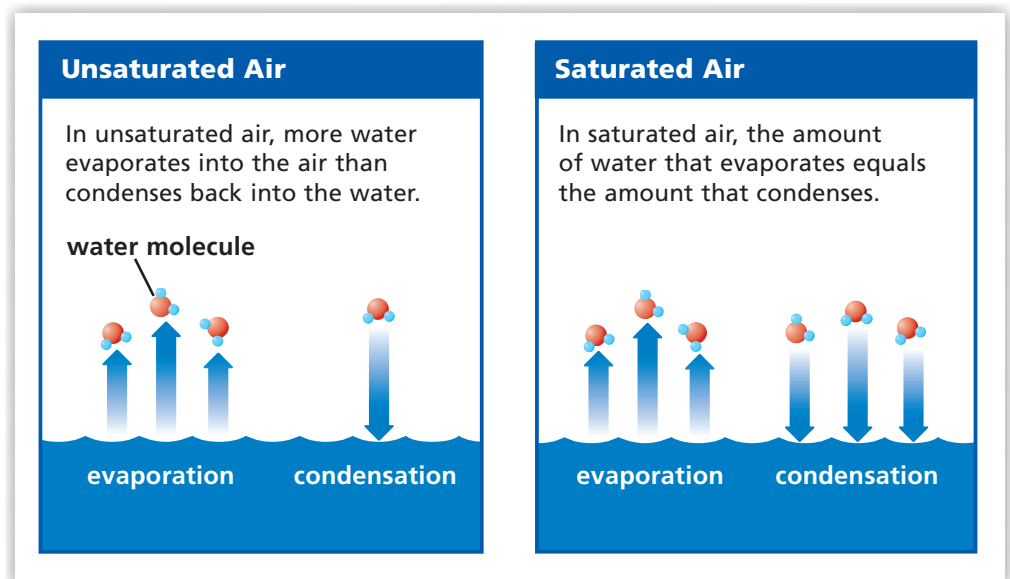 Unsaturated Air
In unsaturated air, more water
evaporates into the air than
condenses back into the water.
water molecule
evaporation
condensation
Saturated Air
In saturated air, the amount
of water that evaporates equals
the amount that condenses.
evaporation
condensation